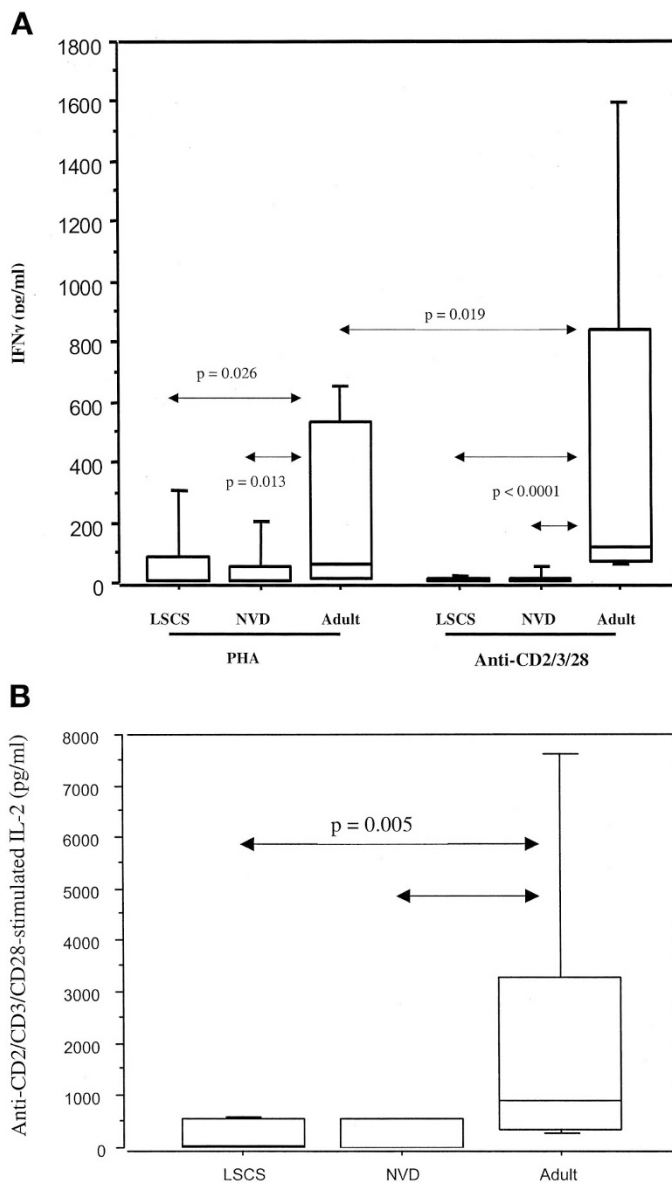 A
1800
1600
1400
1200
1000
800
600
400
200
0
IFNγ (pg/ml)
p = 0.019
p = 0.026
p = 0.013
p < 0.0001
LSCS NVD Adult LSCS NVD Adult
PHA Anti-CD2/3/28
B
8000
7000
6000
5000
4000
3000
2000
1000
0
Anti-CD2/CD3/CD28-stimulated IL-2 (pg/ml)
p = 0.005
LSCS NVD Adult